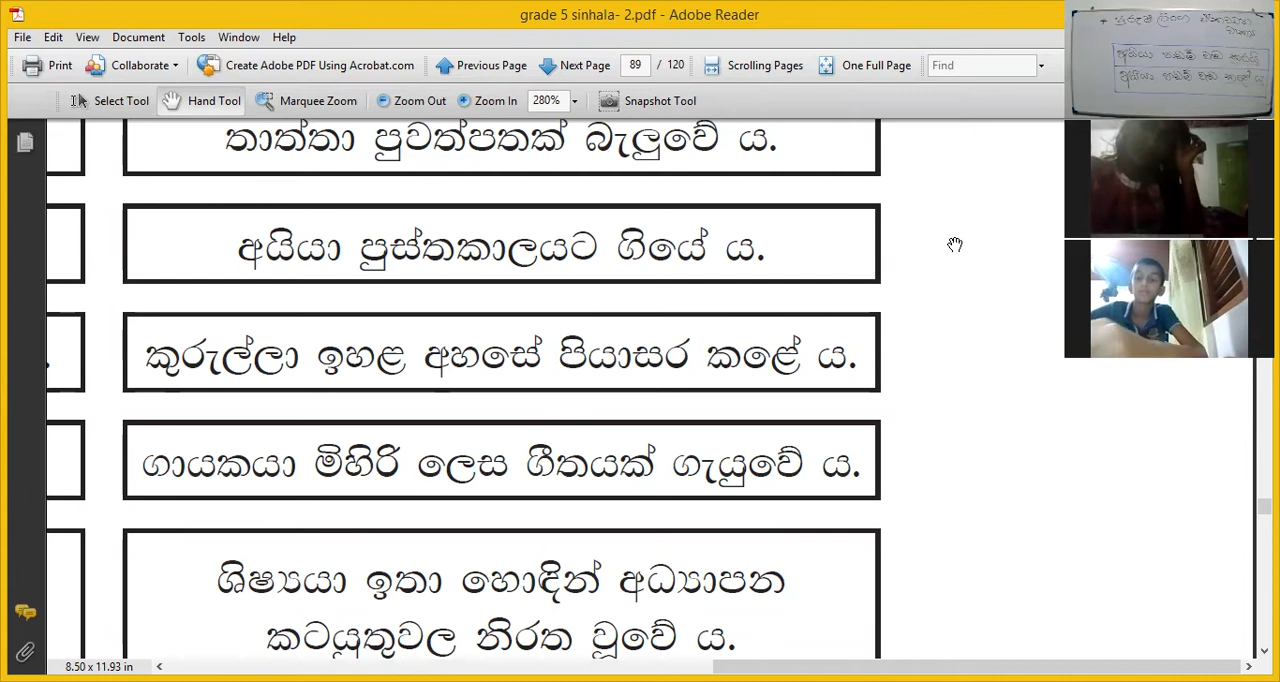 grade 5 sinhala- 2.pdf - Adobe Reader
File Edit View Document Tools Window Help
Print Collaborate Create Adobe PDF Using Acrobat.com Previous Page Next Page 89 / 120 Scrolling Pages One Full Page Find
Select Tool Hand Tool Marquee Zoom Zoom Out Zoom In 280% Snapshot Tool
තාත්තා පුවත්පතක් බැලුවේ ය.
අයියා පුස්තකාලයට ගියේ ය.
කුරුල්ලා ඉහළ අහසේ පියාසර කළේ ය.
ගායකයා මිහිරි ලෙස ගීතයක් ගැයුවේ ය.
ශිෂ්‍යයා ඉතා හොඳින් අධ්‍යාපන
කටයුතුවල නිරත වූවේ ය.
8.50 x 11.93 in